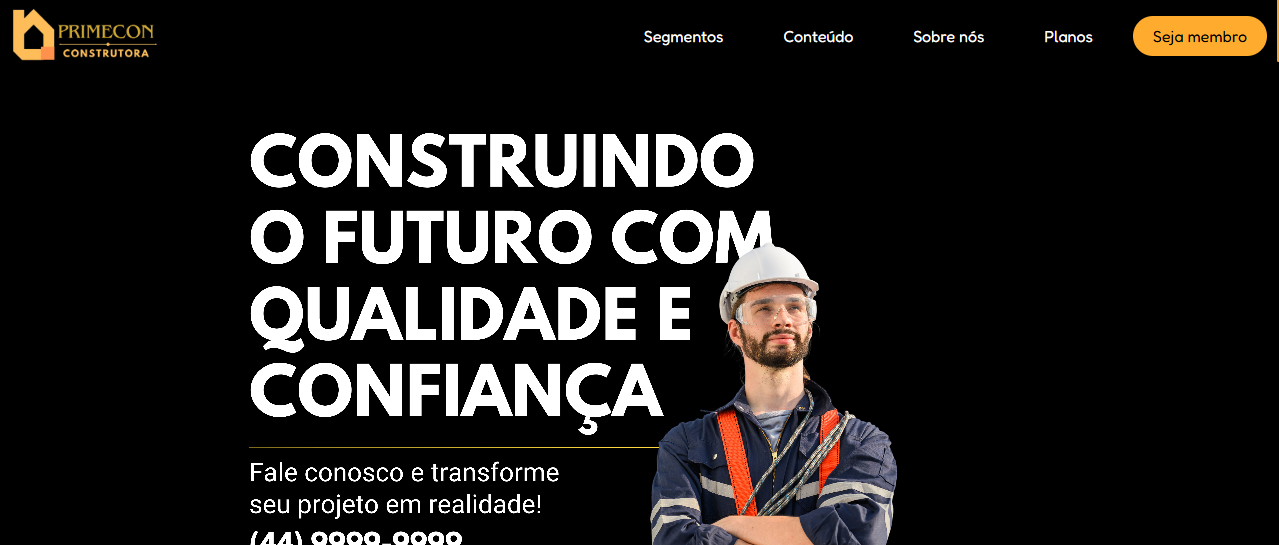 PRIMECON
CONSTRUTORA
Segmentos
Conteúdo
Sobre nós
Planos
Seja membro
CONSTRUINDO
O FUTURO COM
QUALIDADE E
CONFIANÇA
Fale conosco e transforme
seu projeto em realidade!
(44) 9999-9999